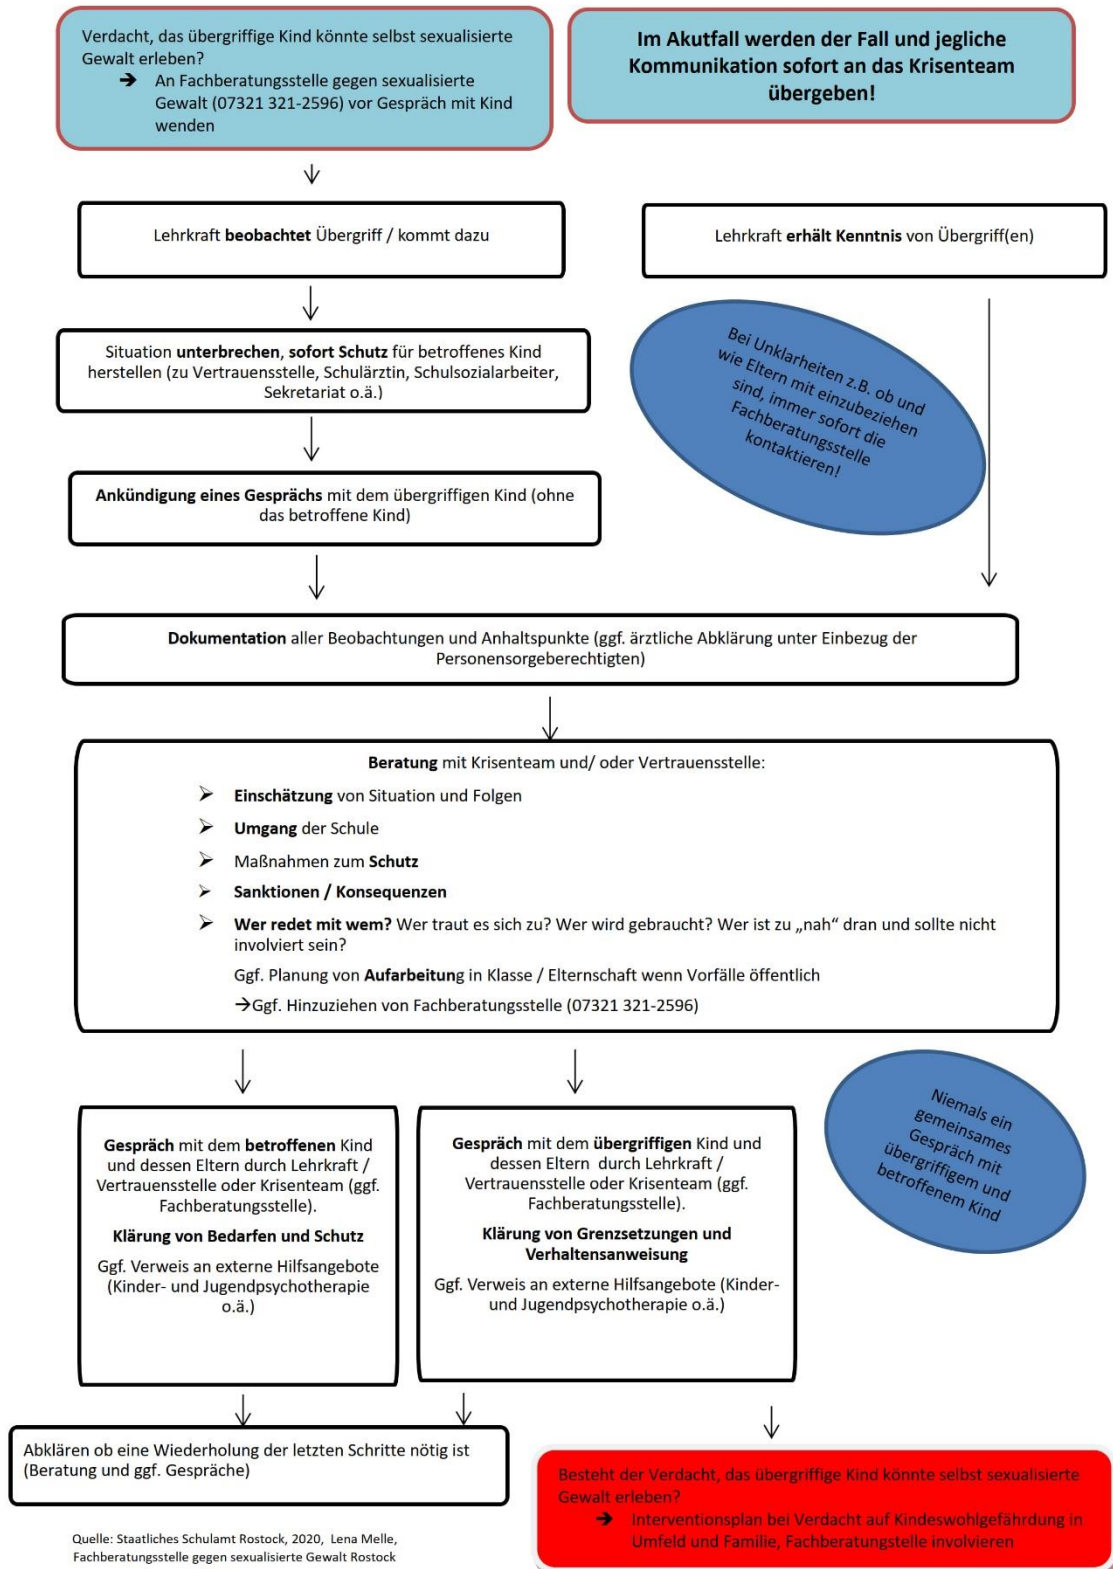 Verdacht, das übergriffige Kind könnte selbst sexualisierte
Gewalt erleben?
➔ An Fachberatungsstelle gegen sexualisierte
Gewalt (07321 321-2596) vor Gespräch mit Kind
wenden
Im Akutfall werden der Fall und jegliche
Kommunikation sofort an das Krisenteam
übergeben!
Lehrkraft beobachtet Übergriff / kommt dazu
Lehrkraft erhält Kenntnis von Übergriff(en)
Situation unterbrechen, sofort Schutz für betroffenes Kind
herstellen (zu Vertrauensstelle, Schulärztin, Schulsozialarbeiter,
Sekretariat o.ä.)
Bei Unklarheiten z.B. ob und
wie Eltern mit einzubeziehen
sind, immer sofort die
Fachberatungsstelle
kontaktieren!
Ankündigung eines Gesprächs mit dem übergriffigen Kind (ohne
das betroffene Kind)
Dokumentation aller Beobachtungen und Anhaltspunkte (ggf. ärztliche Abklärung unter Einbezug der
Personensorgeberechtigten)
Beratung mit Krisenteam und/ oder Vertrauensstelle:
➢ Einschätzung von Situation und Folgen
➢ Umgang der Schule
➢ Maßnahmen zum Schutz
➢ Sanktionen / Konsequenzen
➢ Wer redet mit wem? Wer traut es sich zu? Wer wird gebraucht? Wer ist zu „nah“ dran und sollte nicht
involviert sein?
Ggf. Planung von Aufarbeitung in Klasse / Elternschaft wenn Vorfälle öffentlich
→Ggf. Hinzuziehen von Fachberatungsstelle (07321 321-2596)
Gespräch mit dem betroffenen Kind
und dessen Eltern durch Lehrkraft /
Vertrauensstelle oder Krisenteam (ggf.
Fachberatungsstelle).
Klärung von Bedarfen und Schutz
Ggf. Verweis an externe Hilfsangebote
(Kinder- und Jugendpsychotherapie
o.ä.)
Gespräch mit dem übergriffigen Kind und
dessen Eltern durch Lehrkraft /
Vertrauensstelle oder Krisenteam (ggf.
Fachberatungsstelle).
Klärung von Grenzsetzungen und
Verhaltensanweisung
Ggf. Verweis an externe Hilfsangebote (Kinder-
und Jugendpsychotherapie o.ä.)
Niemals ein
gemeinsames
Gespräch mit
übergriffigem und
betroffenem Kind
Abklären ob eine Wiederholung der letzten Schritte nötig ist
(Beratung und ggf. Gespräche)
Besteht der Verdacht, das übergriffige Kind könnte selbst sexualisierte
Gewalt erleben?
➔ Interventionsplan bei Verdacht auf Kindeswohlgefährdung in
Umfeld und Familie, Fachberatungstelle involvieren
Quelle: Staatliches Schulamt Rostock, 2020, Lena Melle,
Fachberatungsstelle gegen sexualisierte Gewalt Rostock